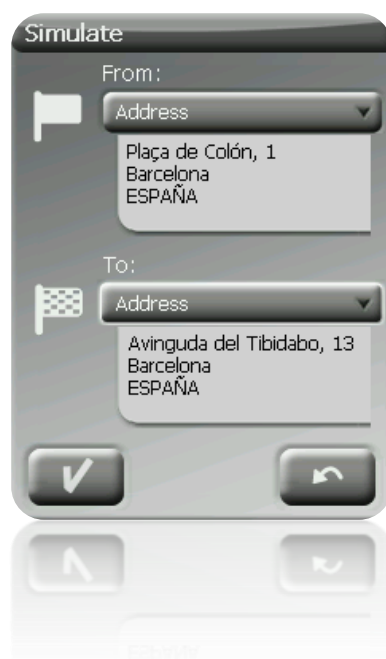 Simulate
From:
Address
Plaça de Colón, 1
Barcelona
ESPAÑA
To:
Address
Avinguda del Tibidabo, 13
Barcelona
ESPAÑA